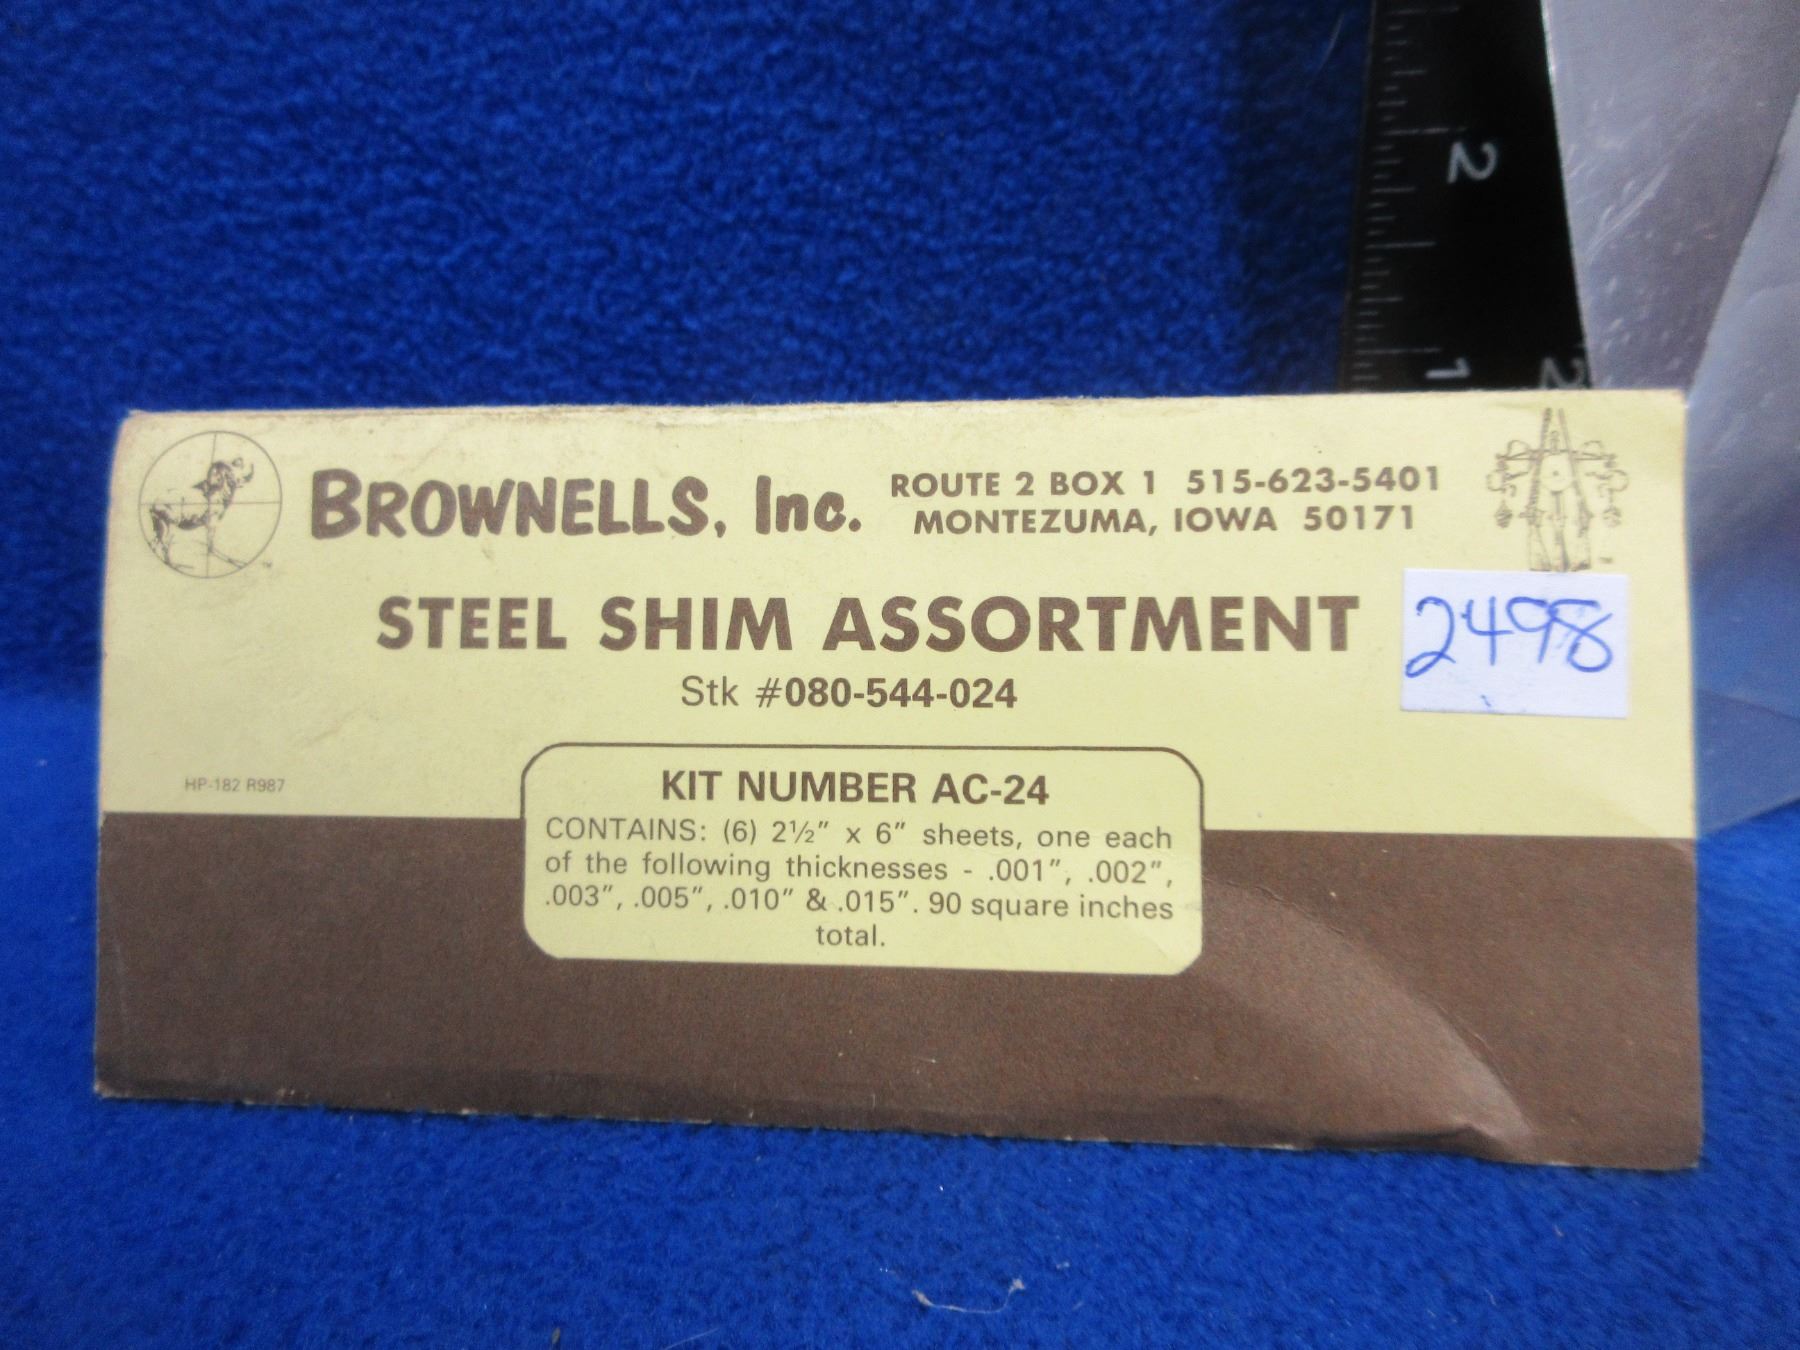 2
1
2
BROWNELLS, Inc.
ROUTE 2 BOX 1 515-623-5401
MONTEZUMA, IOWA 50171
STEEL SHIM ASSORTMENT
2498
Stk #080-544-024
HP-182 R987
KIT NUMBER AC-24
CONTAINS: (6) 2½" x 6" sheets, one each
of the following thicknesses - .001", .002",
.003", .005", .010" & .015". 90 square inches
total.